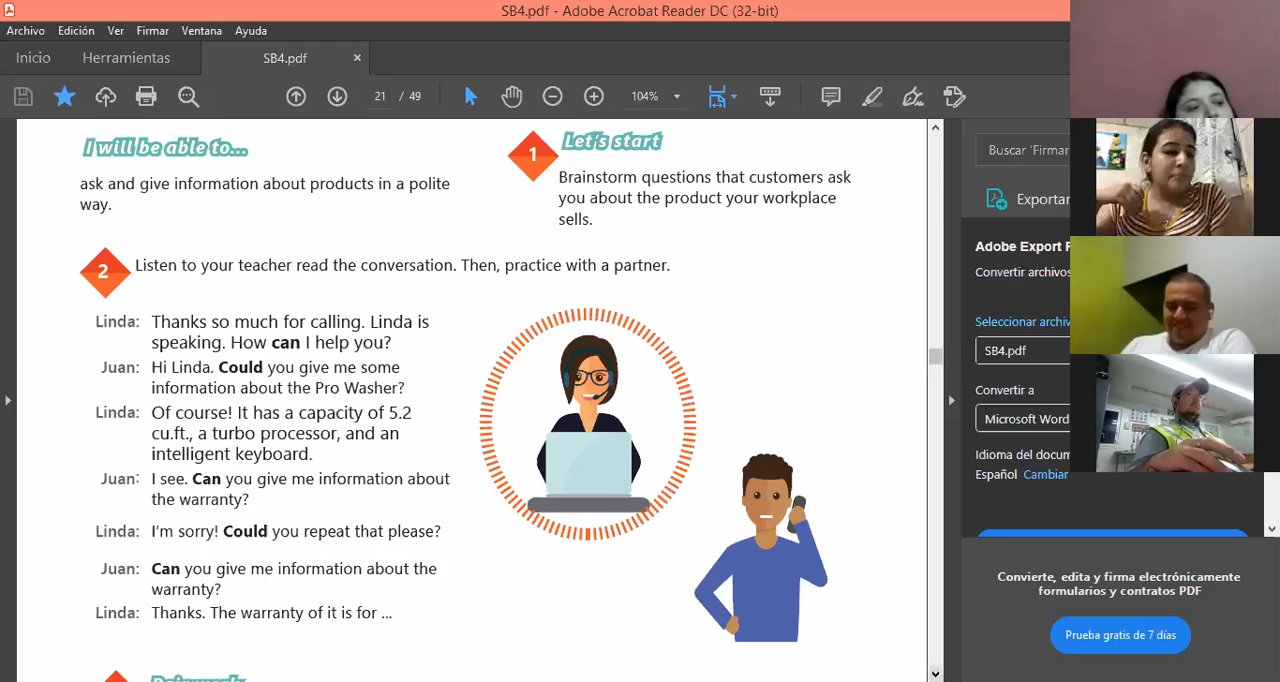 SB4.pdf - Adobe Acrobat Reader DC (32-bit)
Archivo Edición Ver Firmar Ventana Ayuda
Inicio Herramientas SB4.pdf ×
21 / 49 104%
I will be able to...
ask and give information about products in a polite
way.
1 Let's start
Brainstorm questions that customers ask
you about the product your workplace
sells.
2 Listen to your teacher read the conversation. Then, practice with a partner.
Linda: Thanks so much for calling. Linda is
speaking. How can I help you?
Juan: Hi Linda. Could you give me some
information about the Pro Washer?
Linda: Of course! It has a capacity of 5.2
cu.ft., a turbo processor, and an
intelligent keyboard.
Juan: I see. Can you give me information about
the warranty?
Linda: I'm sorry! Could you repeat that please?
Juan: Can you give me information about the
warranty?
Linda: Thanks. The warranty of it is for ...
Buscar 'Firmar
Exportar
Adobe Export
Convertir archivos
Seleccionar archiv
SB4.pdf
Convertir a
Microsoft Word
Idioma del docum
Español Cambiar
Convierte, edita y firma electrónicamente
formularios y contratos PDF
Prueba gratis de 7 días